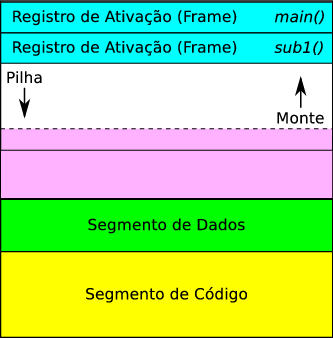 Registro de Ativação (Frame) main()
Registro de Ativação (Frame) sub1()
Pilha
Monte
Segmento de Dados
Segmento de Código